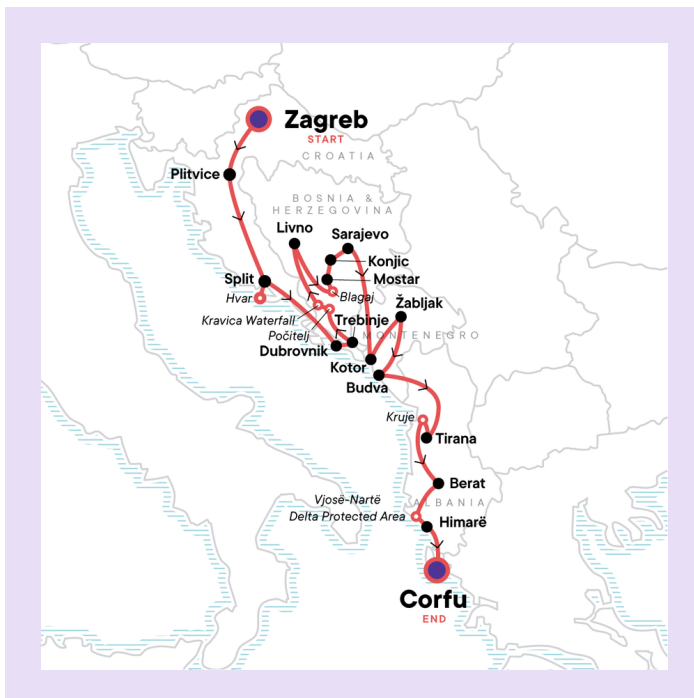 Zagreb
START
CROATIA
Plitvice
BOSNIA &
HERZEGOVINA
Livno
Sarajevo
Konjic
Split
Mostar
Hvar
Blagaj
Žabljak
Kravica Waterfall
Trebinje
Počitelj
MONTENEGRO
Dubrovnik
Kotor
Budva
Kruje
Tirana
Berat
Vjosë-Nartë
ALBANIA
Delta Protected Area
Himarë
Corfu
END